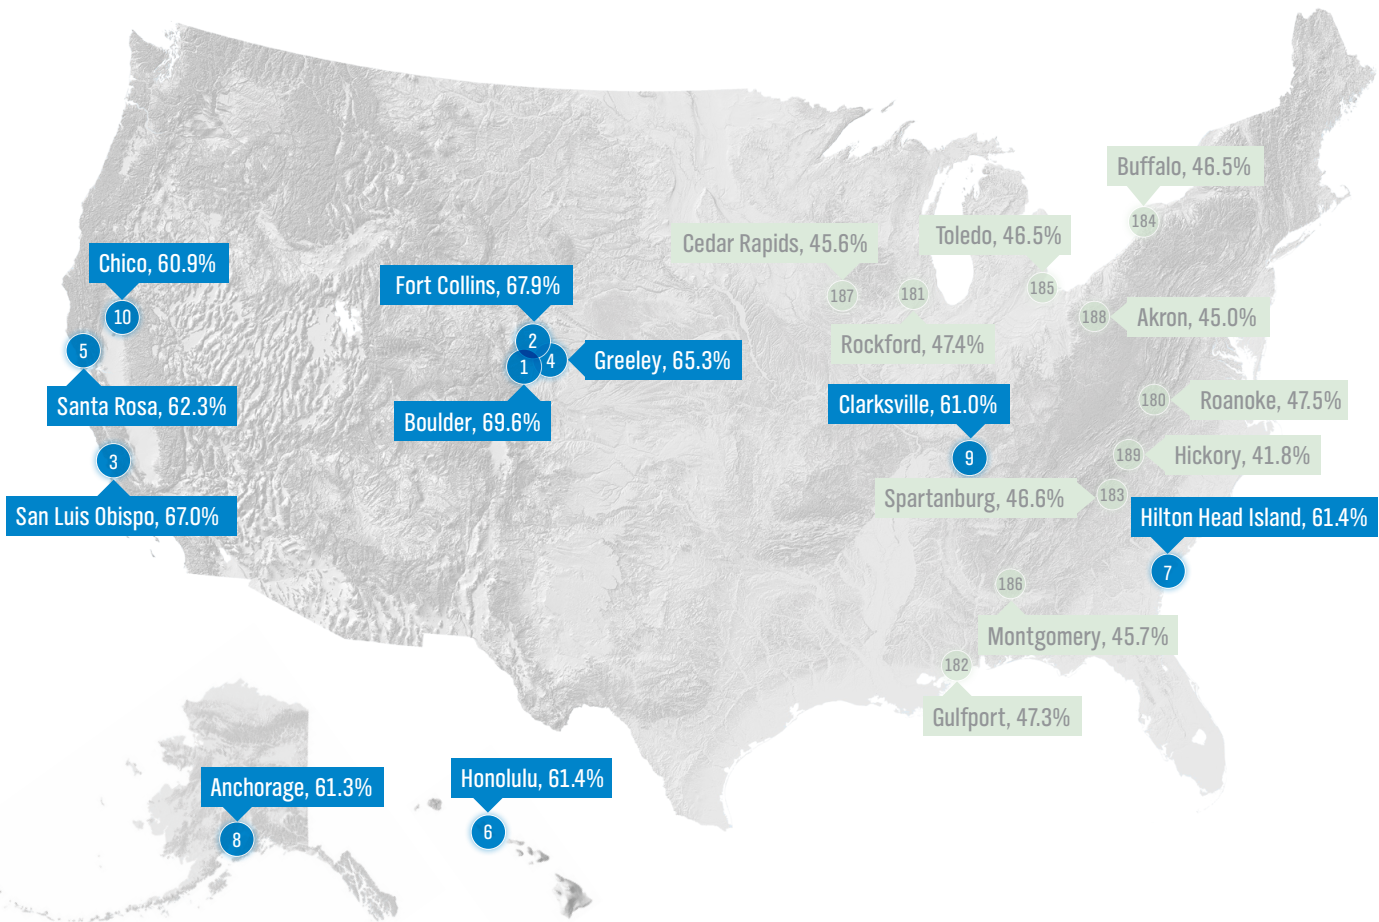 Buffalo, 46.5%
184
Cedar Rapids, 45.6%
187
Toledo, 46.5%
185
181
Rockford, 47.4%
188
Akron, 45.0%
Chico, 60.9%
10
5
Santa Rosa, 62.3%
3
San Luis Obispo, 67.0%
Fort Collins, 67.9%
2
1
4
Greeley, 65.3%
Boulder, 69.6%
Clarksville, 61.0%
9
180
Roanoke, 47.5%
189
Hickory, 41.8%
Spartanburg, 46.6%
183
Hilton Head Island, 61.4%
7
186
Montgomery, 45.7%
182
Gulfport, 47.3%
Anchorage, 61.3%
8
Honolulu, 61.4%
6